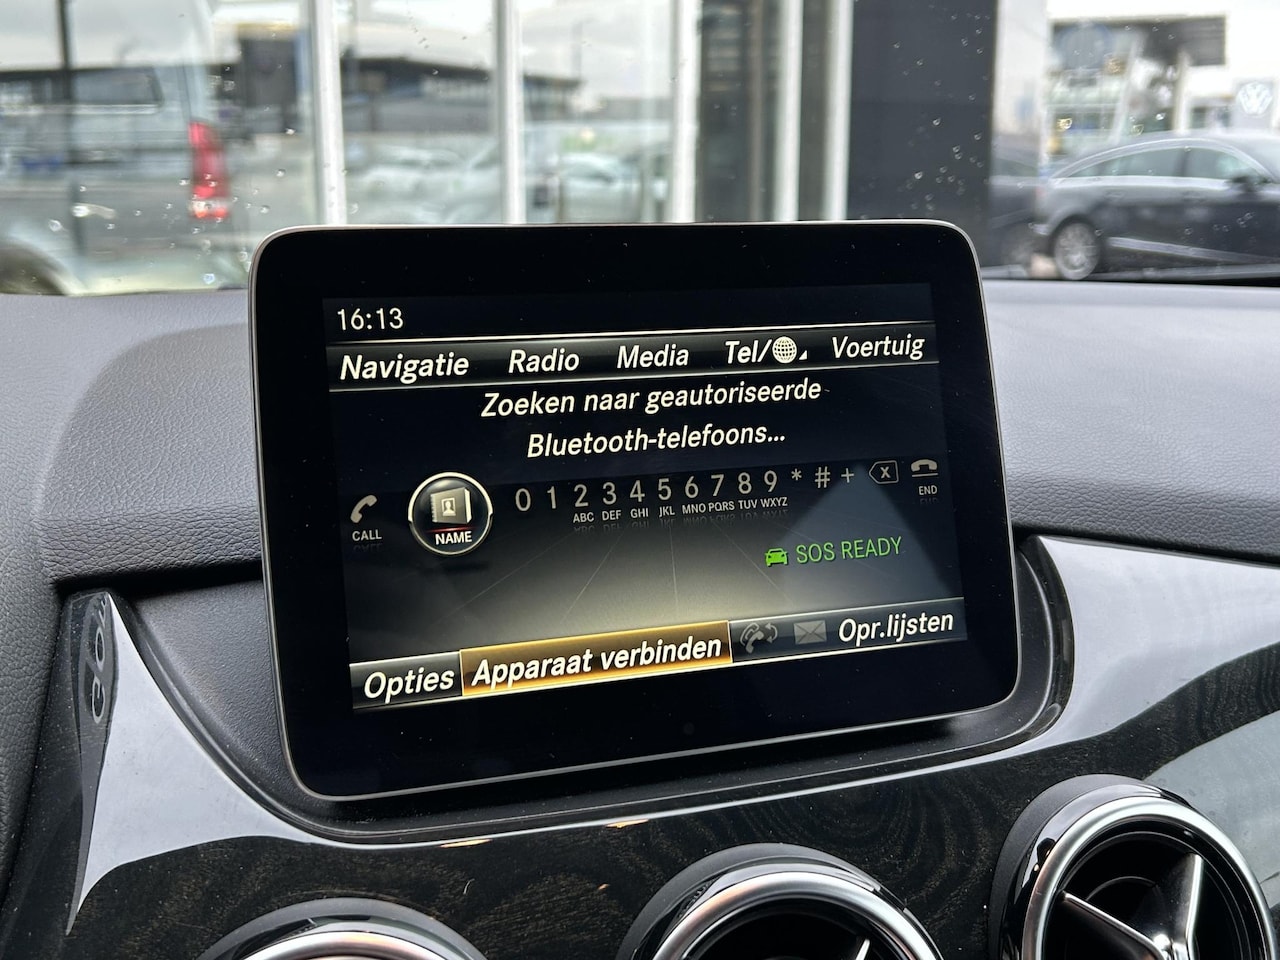 16:13
Navigatie Radio Media Tel/ Voertuig
Zoeken naar geautoriseerde
Bluetooth-telefoons...
0 1 2 3 4 5 6 7 8 9 * # +
ABC DEF GHI JKL MNO PQRS TUV WXYZ
CALL NAME END
SOS READY
Opties Apparaat verbinden Opr.lijsten